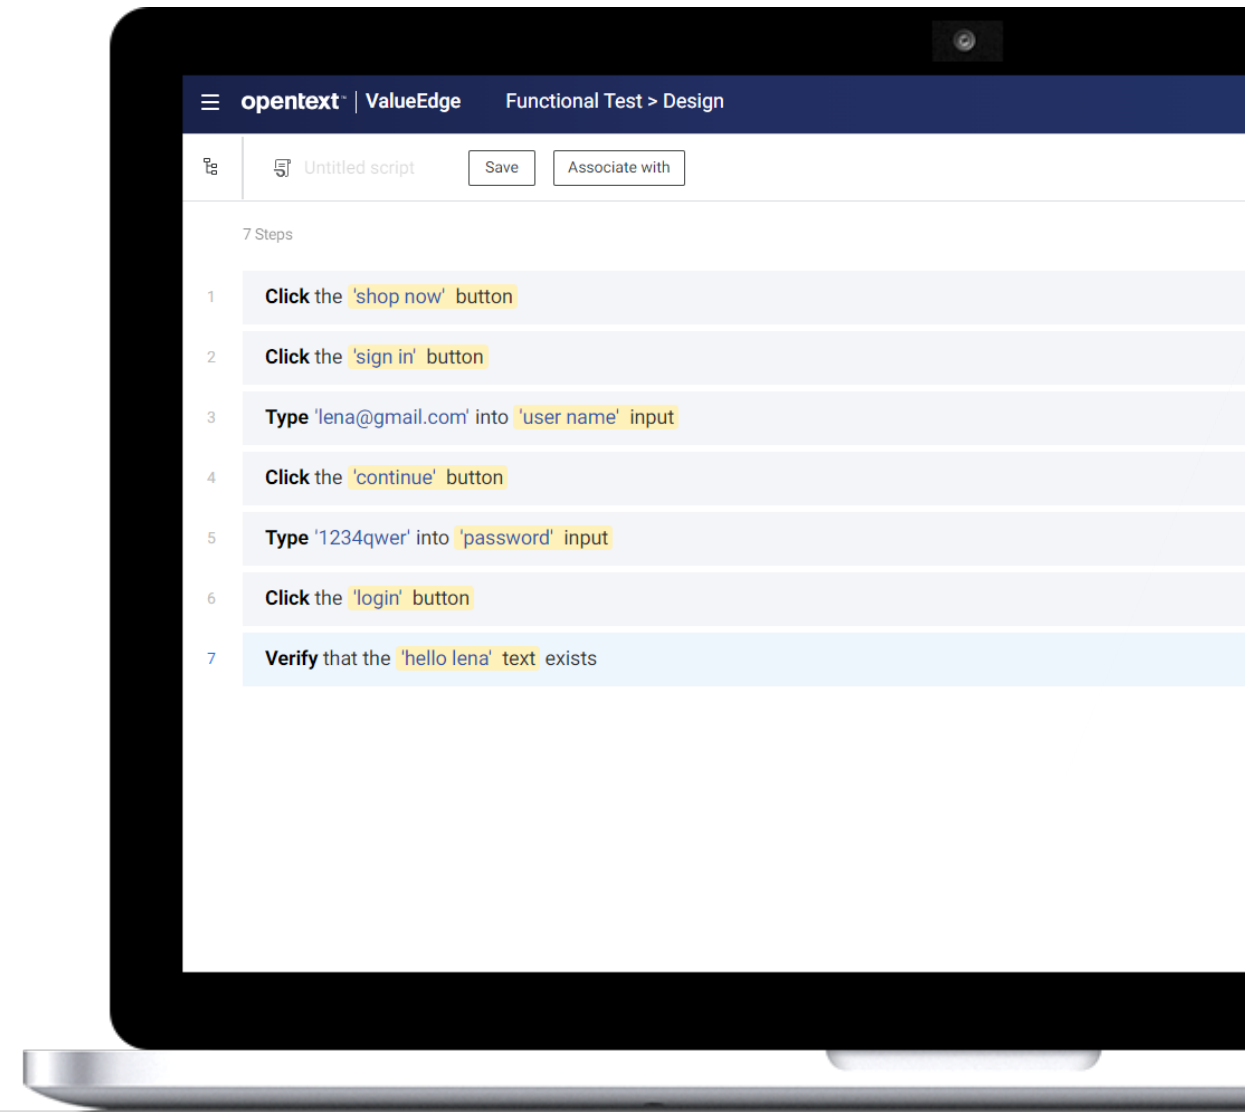 opentext™ | ValueEdge Functional Test > Design
Untitled script Save Associate with
7 Steps
1 Click the 'shop now' button
2 Click the 'sign in' button
3 Type 'lena@gmail.com' into 'user name' input
4 Click the 'continue' button
5 Type '1234qwer' into 'password' input
6 Click the 'login' button
7 Verify that the 'hello lena' text exists